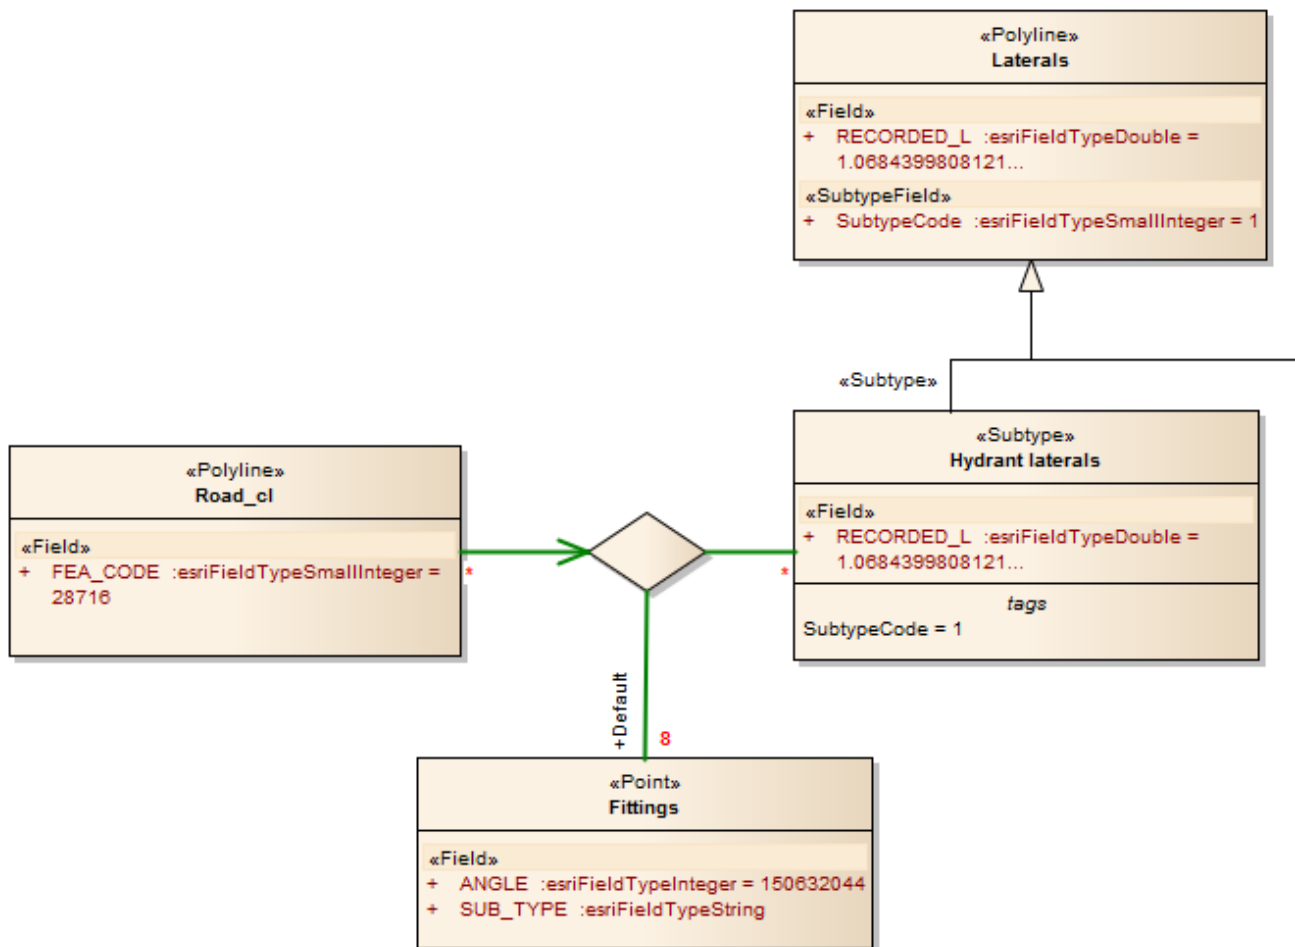 «Polyline»
Laterals
«Field»
+ RECORDED_L :esriFieldTypeDouble =
1.0684399808121...
«SubtypeField»
+ SubtypeCode :esriFieldTypeSmallInteger = 1
«Subtype»
«Subtype»
Hydrant laterals
«Field»
+ RECORDED_L :esriFieldTypeDouble =
1.0684399808121...
tags
SubtypeCode = 1
«Polyline»
Road_cl
«Field»
+ FEA_CODE :esriFieldTypeSmallInteger =
28716
*
*
+Default
8
«Point»
Fittings
«Field»
+ ANGLE :esriFieldTypeInteger = 150632044
+ SUB_TYPE :esriFieldTypeString